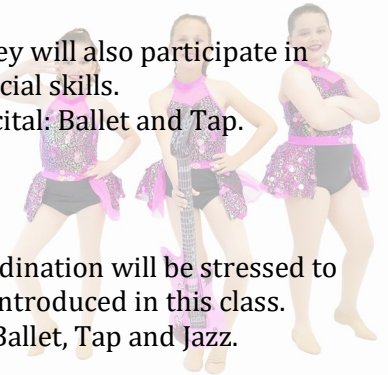 ey will also participate in
cial skills.
cital: Ballet and Tap.
dination will be stressed to
introduced in this class.
Ballet, Tap and Jazz.